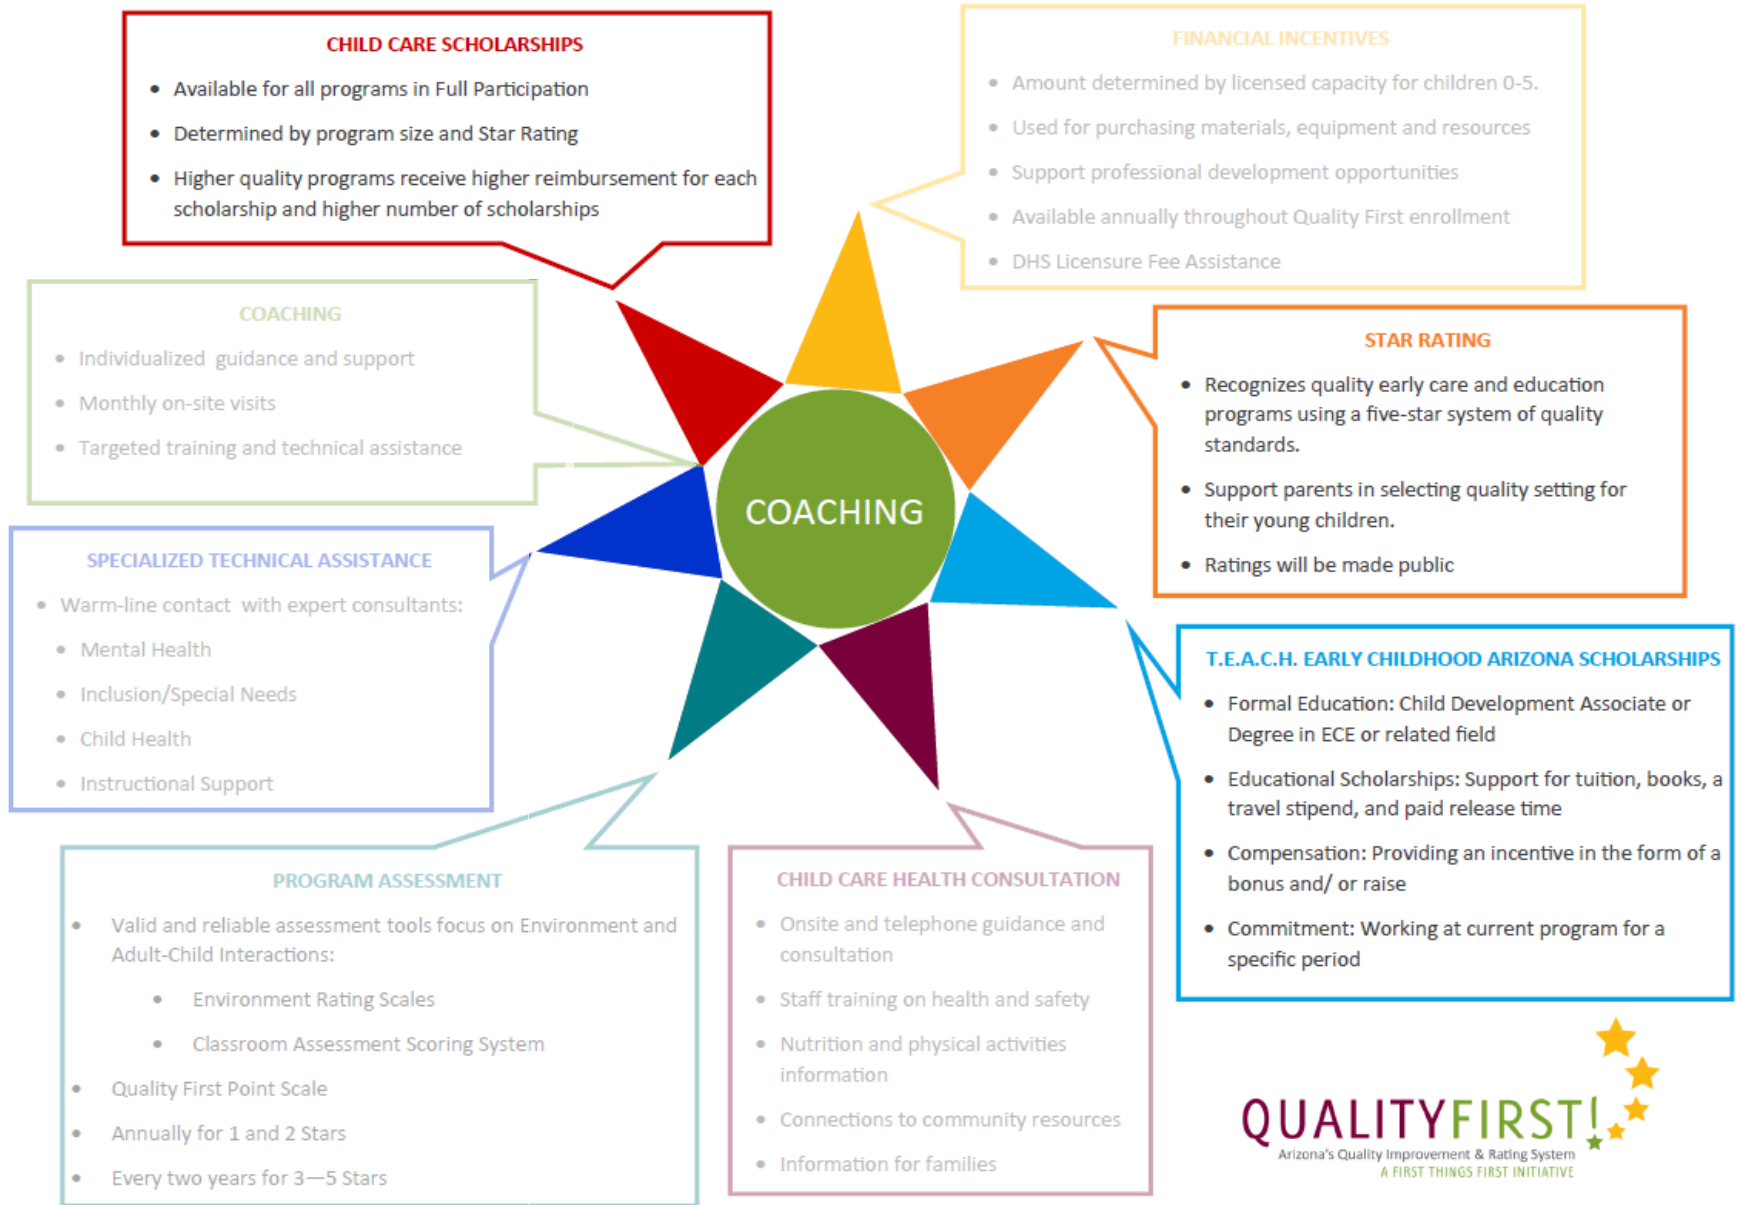 CHILD CARE SCHOLARSHIPS
• Available for all programs in Full Participation
• Determined by program size and Star Rating
• Higher quality programs receive higher reimbursement for each
scholarship and higher number of scholarships
FINANCIAL INCENTIVES
• Amount determined by licensed capacity for children 0-5.
• Used for purchasing materials, equipment and resources
• Support professional development opportunities
• Available annually throughout Quality First enrollment
• DHS Licensure Fee Assistance
COACHING
• Individualized guidance and support
• Monthly on-site visits
• Targeted training and technical assistance
STAR RATING
• Recognizes quality early care and education
programs using a five-star system of quality
standards.
• Support parents in selecting quality setting for
their young children.
• Ratings will be made public
COACHING
SPECIALIZED TECHNICAL ASSISTANCE
• Warm-line contact with expert consultants:
• Mental Health
• Inclusion/Special Needs
• Child Health
• Instructional Support
T.E.A.C.H. EARLY CHILDHOOD ARIZONA SCHOLARSHIPS
• Formal Education: Child Development Associate or
Degree in ECE or related field
• Educational Scholarships: Support for tuition, books, a
travel stipend, and paid release time
• Compensation: Providing an incentive in the form of a
bonus and/ or raise
• Commitment: Working at current program for a
specific period
PROGRAM ASSESSMENT
• Valid and reliable assessment tools focus on Environment and
Adult-Child Interactions:
• Environment Rating Scales
• Classroom Assessment Scoring System
• Quality First Point Scale
• Annually for 1 and 2 Stars
• Every two years for 3—5 Stars
CHILD CARE HEALTH CONSULTATION
• Onsite and telephone guidance and
consultation
• Staff training on health and safety
• Nutrition and physical activities
information
• Connections to community resources
• Information for families
QUALITYFIRST!
Arizona's Quality Improvement & Rating System
A FIRST THINGS FIRST INITIATIVE